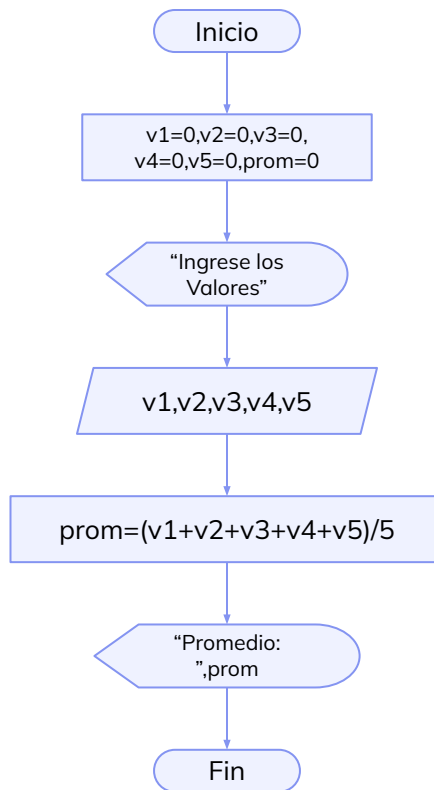 Inicio
v1=0,v2=0,v3=0,
v4=0,v5=0,prom=0
“Ingrese los
Valores”
v1,v2,v3,v4,v5
prom=(v1+v2+v3+v4+v5)/5
“Promedio:
”,prom
Fin